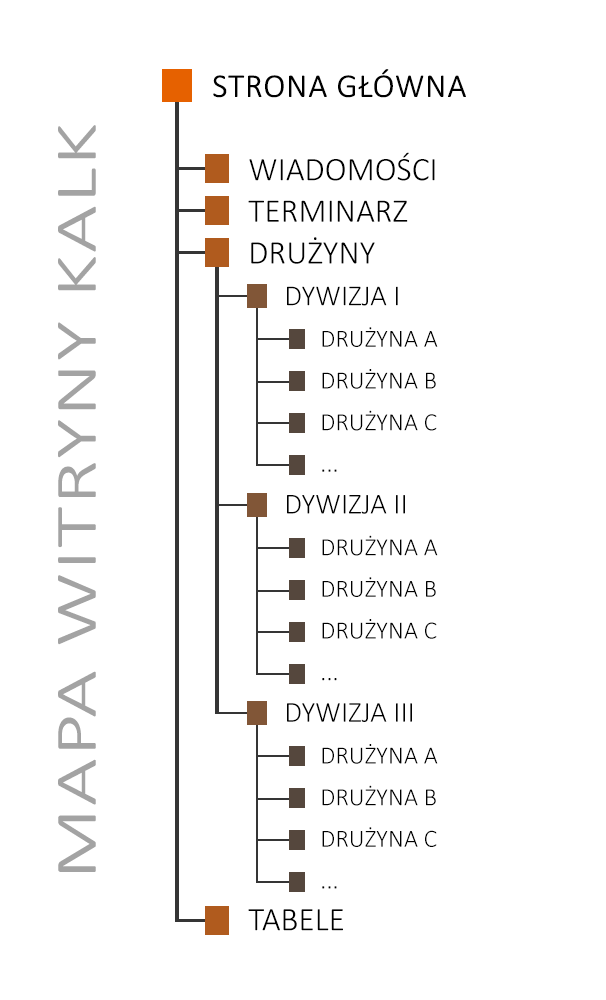 MAPA WITRYNY KALK
STRONA GŁÓWNA
WIADOMOŚCI
TERMINARZ
DRUŻYNY
DYWIZJA I
DRUŻYNA A
DRUŻYNA B
DRUŻYNA C
...
DYWIZJA II
DRUŻYNA A
DRUŻYNA B
DRUŻYNA C
...
DYWIZJA III
DRUŻYNA A
DRUŻYNA B
DRUŻYNA C
...
TABELE